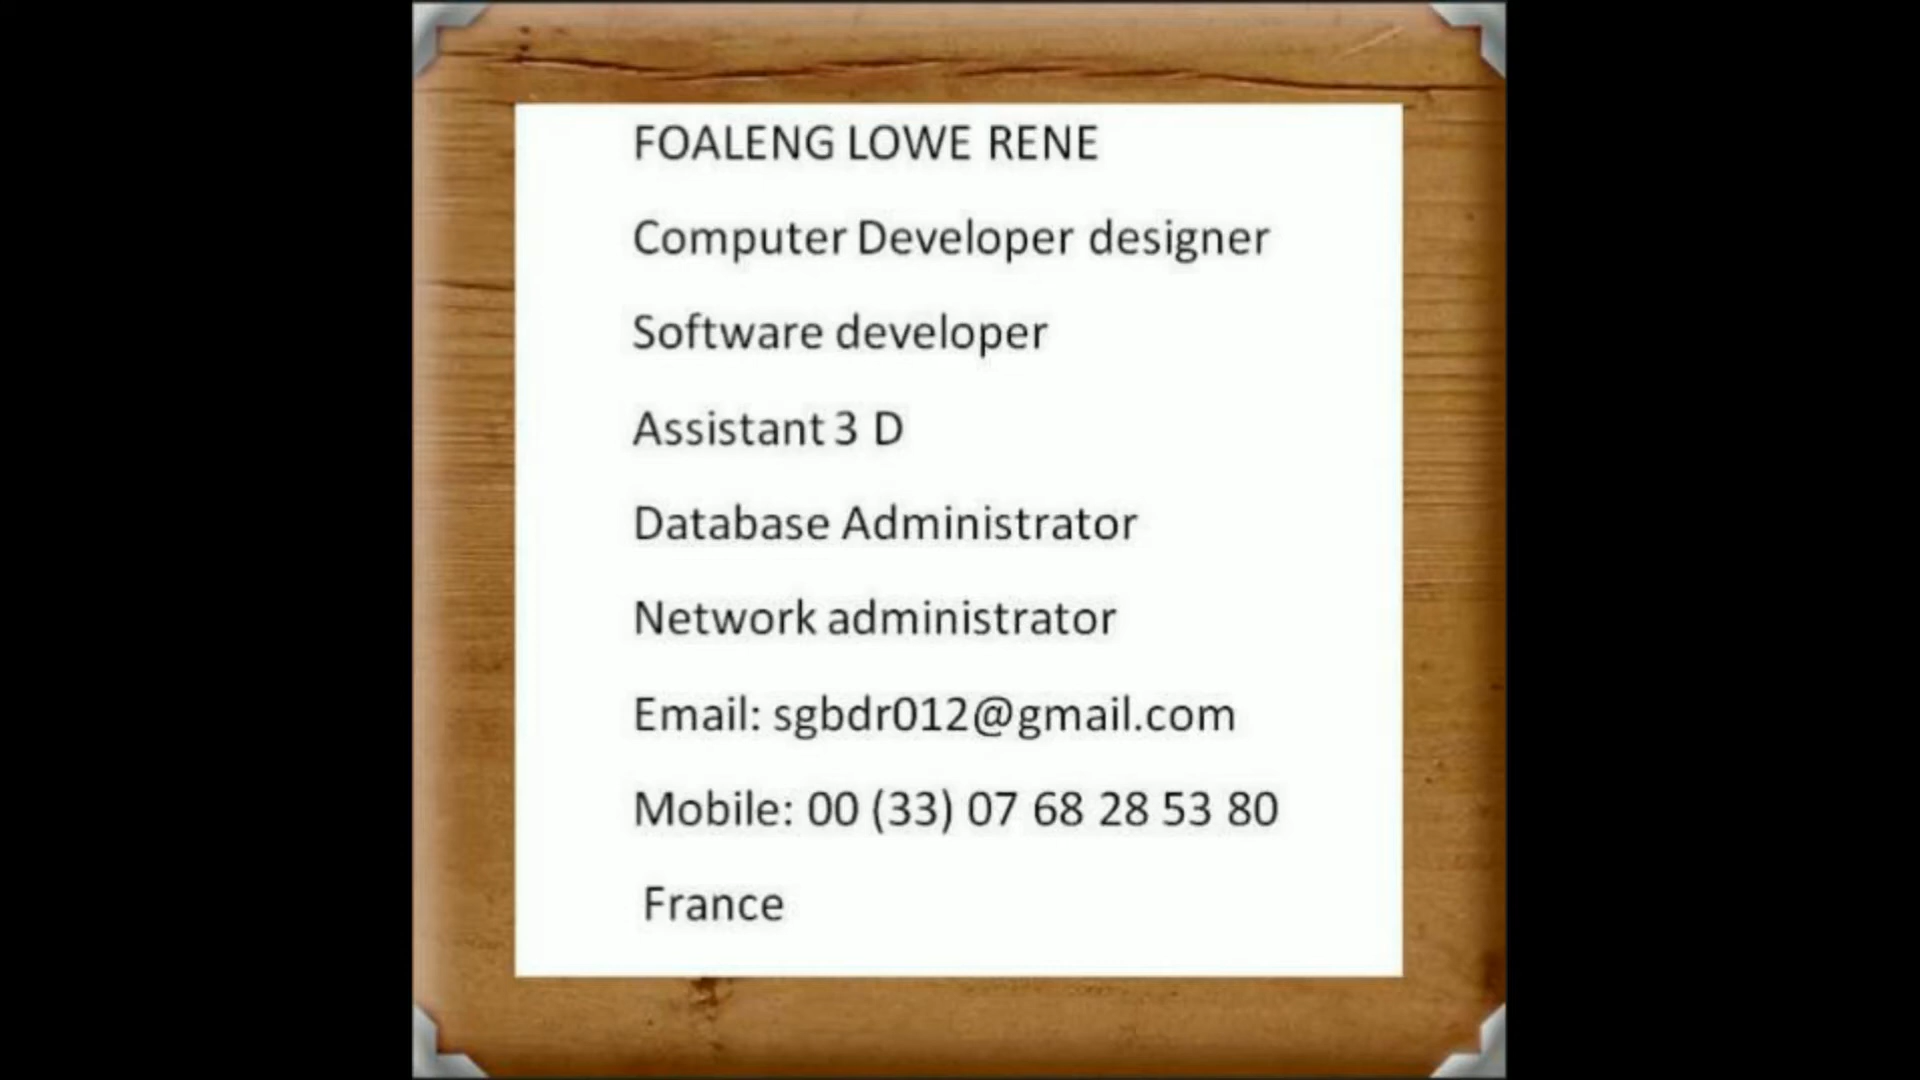 FOALENG LOWE RENE
Computer Developer designer
Software developer
Assistant 3 D
Database Administrator
Network administrator
Email: sgbdr012@gmail.com
Mobile: 00 (33) 07 68 28 53 80
France